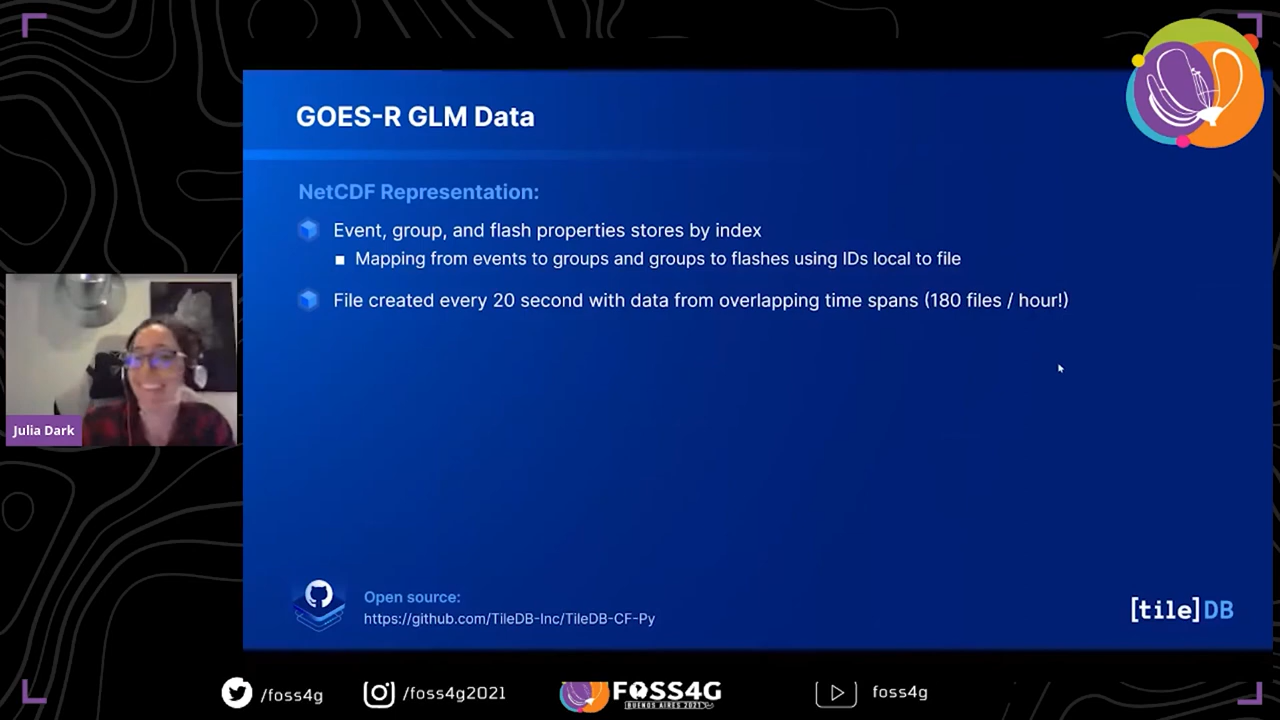 GOES-R GLM Data
NetCDF Representation:
Event, group, and flash properties stores by index
Mapping from events to groups and groups to flashes using IDs local to file
File created every 20 second with data from overlapping time spans (180 files / hour!)
Julia Dark
Open source:
https://github.com/TileDB-Inc/TileDB-CF-Py
[tile]DB
/foss4g
/foss4g2021
FOSS4G
BUENOS AIRES 2021
foss4g